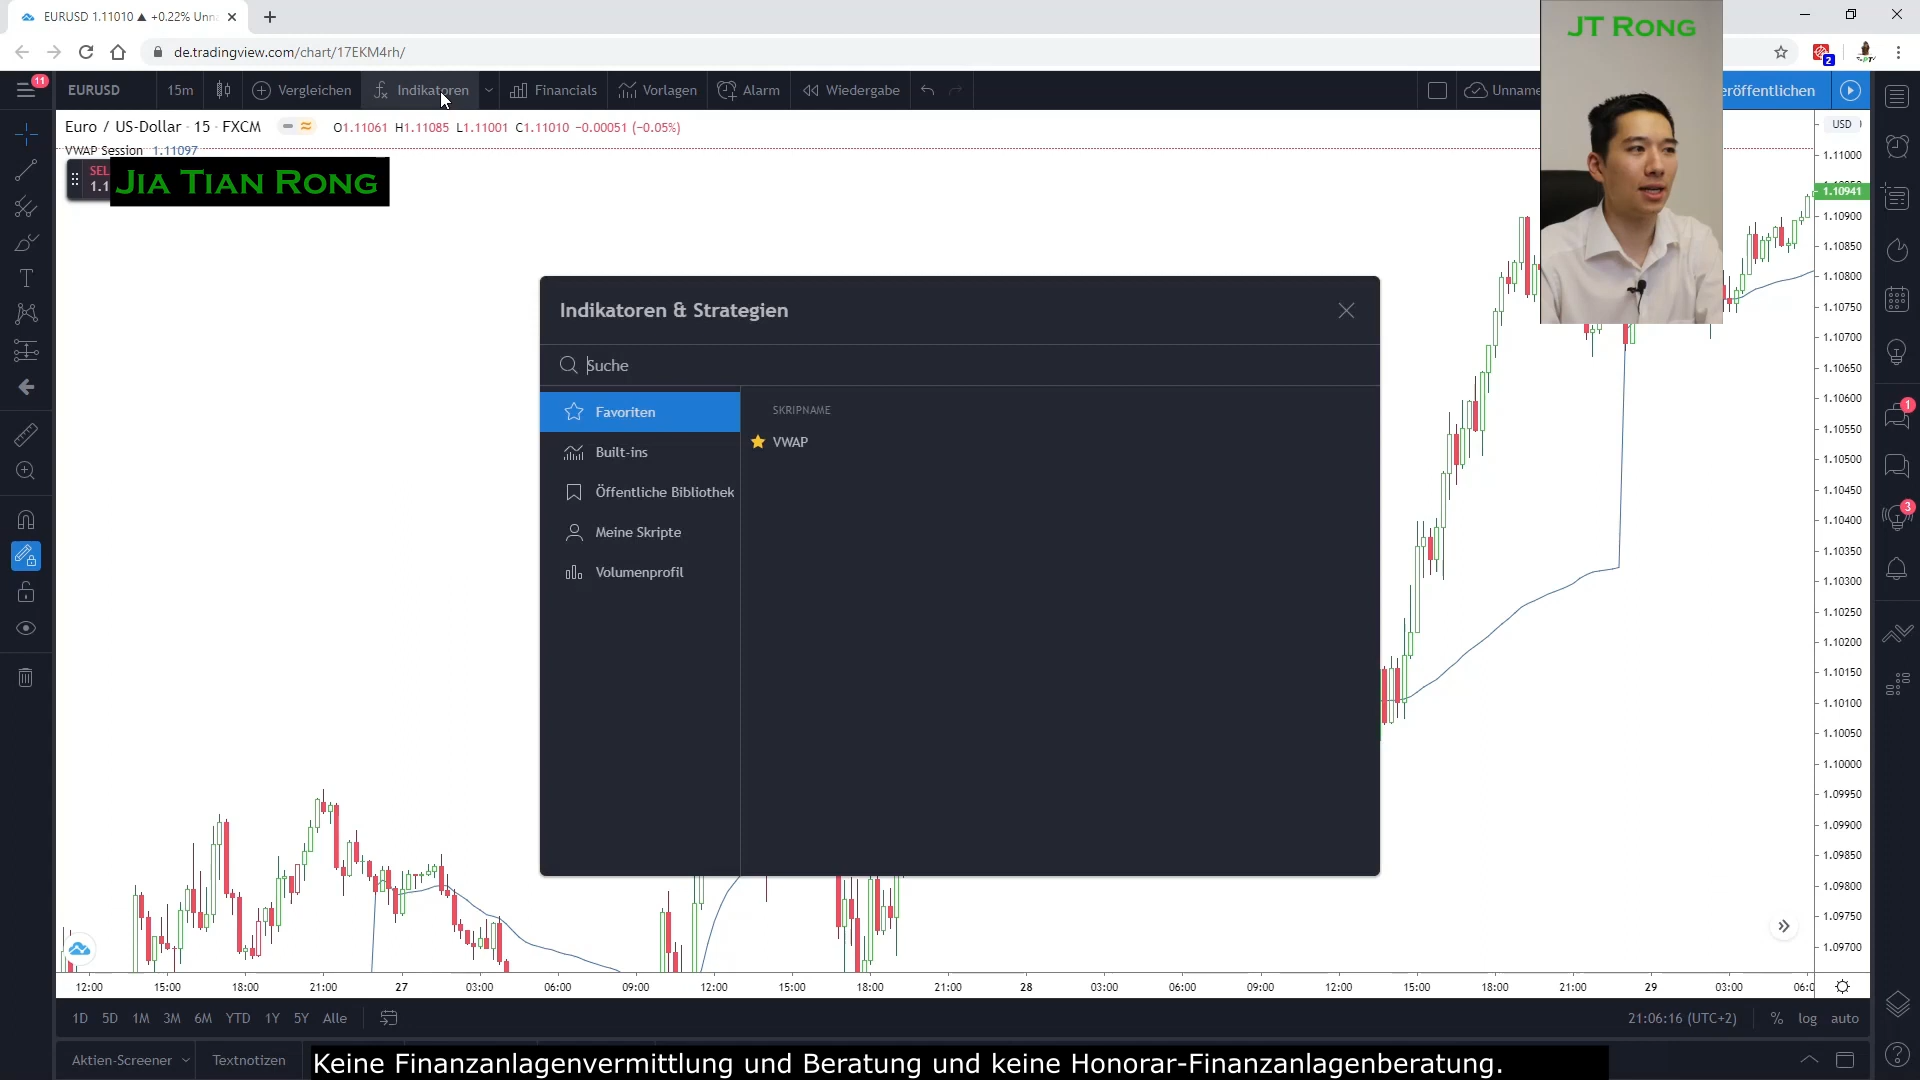 EURUSD 1.11010 ▲ +0.22% Unn
de.tradingview.com/chart/17EKM4rh/
2
JT Rong
11
EURUSD
15m
Vergleichen
Indikatoren
Financials
Vorlagen
Alarm
Wiedergabe
Unname
eröffentlichen
Euro / US-Dollar · 15 · FXCM
O1.11061 H1.11085 L1.11001 C1.11010 −0.00051 (−0.05%)
USD
VWAP Session 1.11097
SEL
1.1
Jia Tian Rong
1.11000
1.10941
1.10900
1.10850
1.10800
1.10750
1.10700
1.10650
1.10600
1.10550
1.10500
1.10450
1.10400
1.10350
1.10300
1.10250
1.10200
1.10150
1.10100
1.10050
1.10000
1.09950
1.09900
1.09850
1.09800
1.09750
1.09700
Indikatoren & Strategien
Suche
Favoriten
Built-ins
Öffentliche Bibliothek
Meine Skripte
Volumenprofil
SKRIPNAME
VWAP
1
3
12:00 15:00 18:00 21:00 27 03:00 06:00 09:00 12:00 15:00 18:00 21:00 28 03:00 06:00 09:00 12:00 15:00 18:00 21:00 29 03:00 06:0
1D 5D 1M 3M 6M YTD 1Y 5Y Alle
21:06:16 (UTC+2)
% log auto
Aktien-Screener
Textnotizen
Keine Finanzanlagenvermittlung und Beratung und keine Honorar-Finanzanlagenberatung.